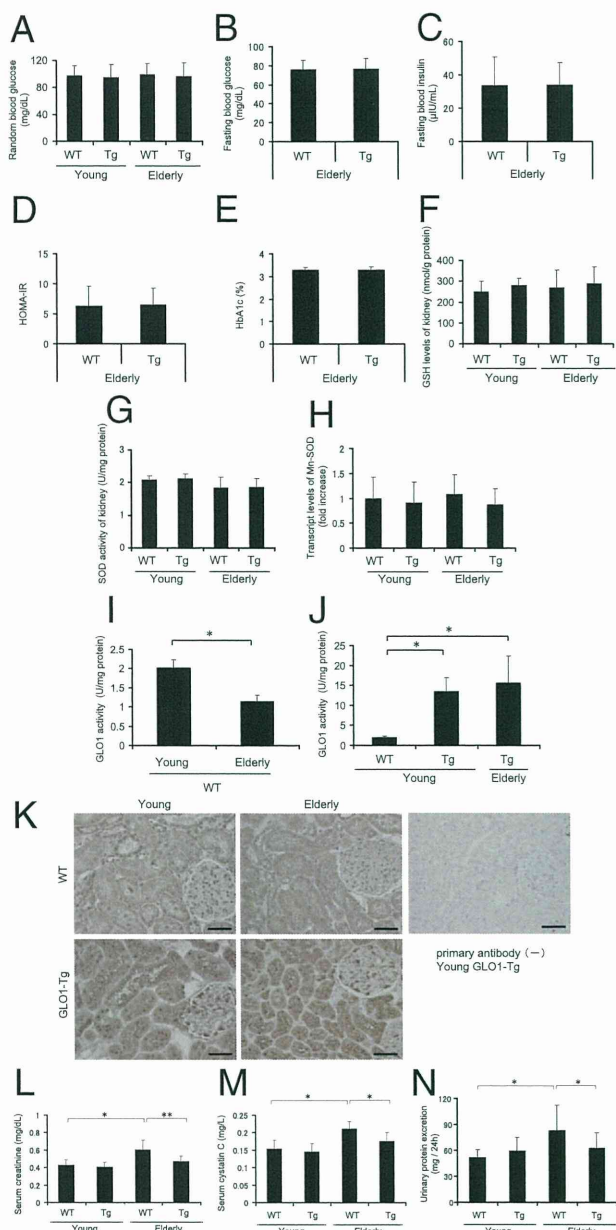 A
Random blood glucose
(mg/dL)
120
80
40
0
WT
Tg
WT
Tg
Young
Elderly
B
Fasting blood glucose
(mg/dL)
100
80
60
40
20
0
WT
Tg
Elderly
C
Fasting blood insulin
(μIU/mL)
60
40
20
0
WT
Tg
Elderly
D
HOMA-IR
15
10
5
0
WT
Tg
Elderly
E
HbA1c (%)
4
3
2
1
0
WT
Tg
Elderly
F
GSH levels of kidney (nmol/g protein)
400
300
200
100
0
WT
Tg
WT
Tg
Young
Elderly
G
SOD activity of kidney (U/mg protein)
3
2
1
0
WT
Tg
WT
Tg
Young
Elderly
H
Transcript levels of Mn-SOD
(fold increase)
2
1.5
1
0.5
0
WT
Tg
WT
Tg
Young
Elderly
I
GLO1 activity (U/mg protein)
2.5
2
1.5
1
0.5
0
*
Young
Elderly
WT
J
GLO1 activity (U/mg protein)
25
20
15
10
5
0
*
*
WT
Tg
Tg
Young
Elderly
K
Young
Elderly
WT
GLO1-Tg
primary antibody (−)
Young GLO1-Tg
L
Serum creatinine (mg/dL)
1
0.8
0.6
0.4
0.2
0
*
**
WT
Tg
WT
Tg
Young
Elderly
M
Serum cystatin C (mg/L)
0.25
0.2
0.15
0.1
0.05
0
*
*
WT
Tg
WT
Tg
Young
Elderly
N
Urinary protein excretion
(mg / 24h)
120
90
60
30
0
*
*
WT
Tg
WT
Tg
Young
Elderly